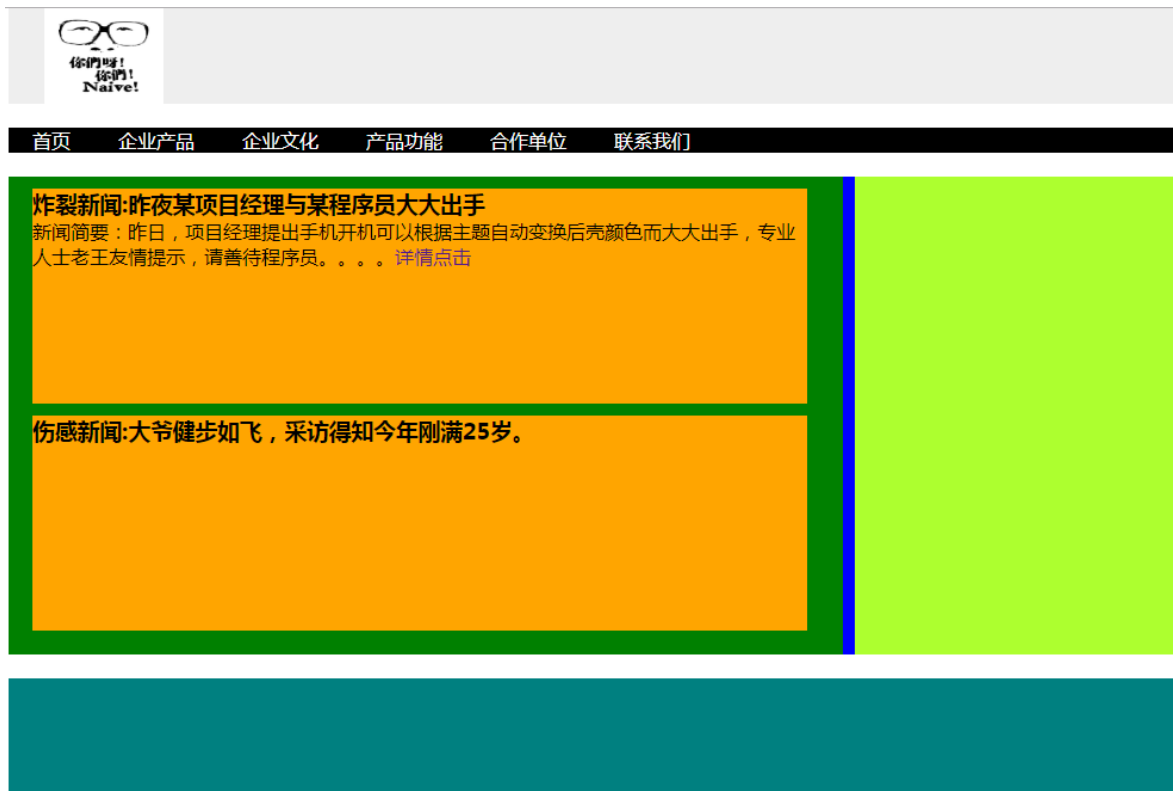 你們呀!
你們!
Naive!
首页 企业产品 企业文化 产品功能 合作单位 联系我们
炸裂新闻:昨夜某项目经理与某程序员大大出手
新闻简要：昨日，项目经理提出手机开机可以根据主题自动变换后壳颜色而大大出手，专业
人士老王友情提示，请善待程序员。。。。详情点击
伤感新闻:大爷健步如飞，采访得知今年刚满25岁。